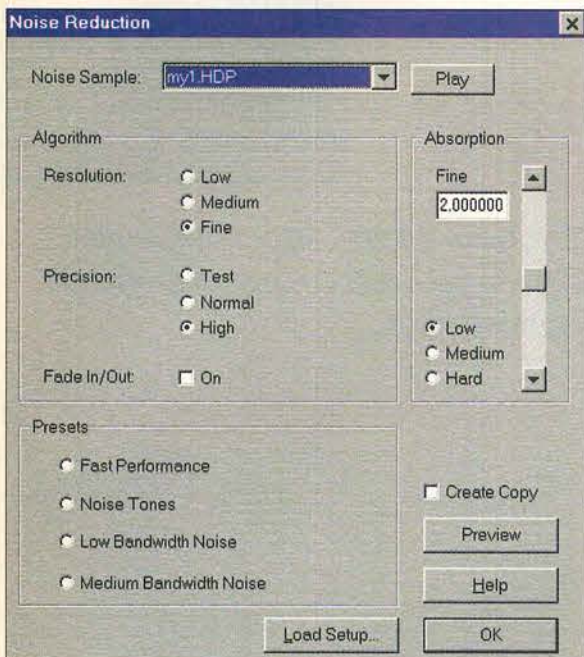 Noise Reduction
Noise Sample: my1.HDP Play
Algorithm
Resolution: Low
Medium
Fine
Precision: Test
Normal
High
Fade In/Out: On
Absorption
Fine
2.000000
Low
Medium
Hard
Presets
Fast Performance
Noise Tones
Low Bandwidth Noise
Medium Bandwidth Noise
Create Copy
Preview
Help
Load Setup... OK